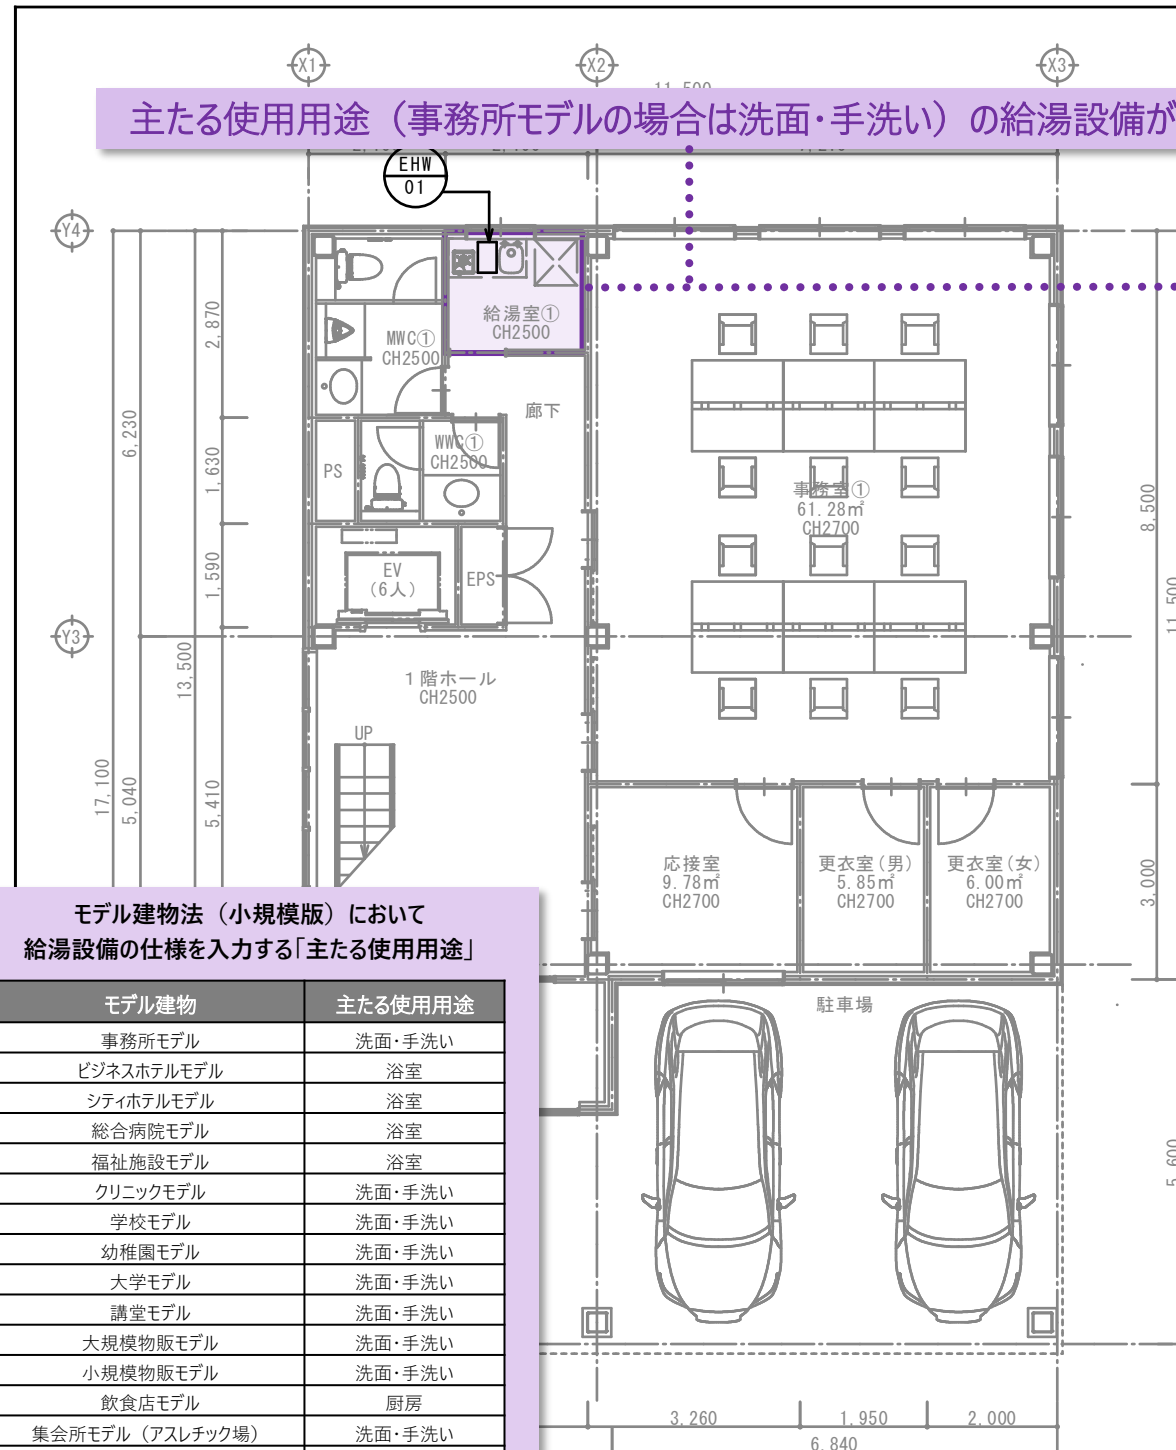 X1
X2
X3
主たる使用用途（事務所モデルの場合は洗面・手洗い）の給湯設備が
EHW
01
Y4
給湯室①
CH2500
MWC①
CH2500
廊下
WWC①
CH2500
PS
事務室①
61.28㎡
CH2700
EV
(6人)
EPS
Y3
1階ホール
CH2500
UP
2,870
6,230
1,630
1,590
13,500
17,100
5,040
5,410
8,500
11,500
3,000
5,600
応接室
9.78㎡
CH2700
更衣室(男)
5.85㎡
CH2700
更衣室(女)
6.00㎡
CH2700
駐車場
モデル建物法（小規模版）において
給湯設備の仕様を入力する「主たる使用用途」
モデル建物 主たる使用用途
事務所モデル 洗面・手洗い
ビジネスホテルモデル 浴室
シティホテルモデル 浴室
総合病院モデル 浴室
福祉施設モデル 浴室
クリニックモデル 洗面・手洗い
学校モデル 洗面・手洗い
幼稚園モデル 洗面・手洗い
大学モデル 洗面・手洗い
講堂モデル 洗面・手洗い
大規模物販モデル 洗面・手洗い
小規模物販モデル 洗面・手洗い
飲食店モデル 厨房
集会所モデル（アスレチック場） 洗面・手洗い
3,260
1,950
2,000
6,840